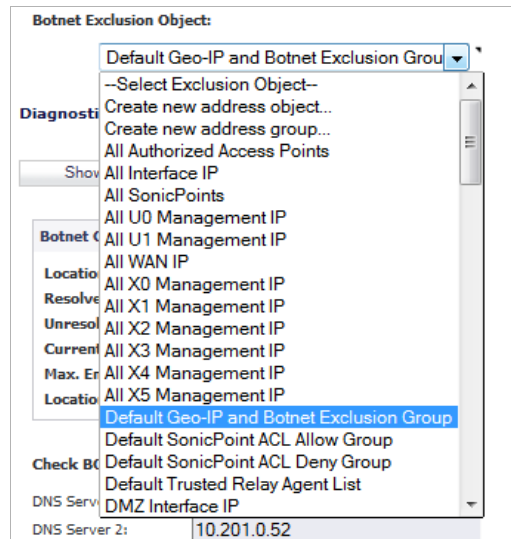 Botnet Exclusion Object:
Default Geo-IP and Botnet Exclusion Grou
--Select Exclusion Object--
Create new address object...
Diagnosti
Create new address group...
All Authorized Access Points
Show
All Interface IP
All SonicPoints
All U0 Management IP
Botnet
All U1 Management IP
All WAN IP
Locatio
All X0 Management IP
Resolve
All X1 Management IP
Unresol
All X2 Management IP
Current
All X3 Management IP
Max. En
All X4 Management IP
Locatio
All X5 Management IP
Default Geo-IP and Botnet Exclusion Group
Default SonicPoint ACL Allow Group
Check BO
Default SonicPoint ACL Deny Group
Default Trusted Relay Agent List
DNS Serv
DMZ Interface IP
DNS Server 2: 10.201.0.52